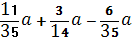 11/35 a + 3/14 a − 6/35 a